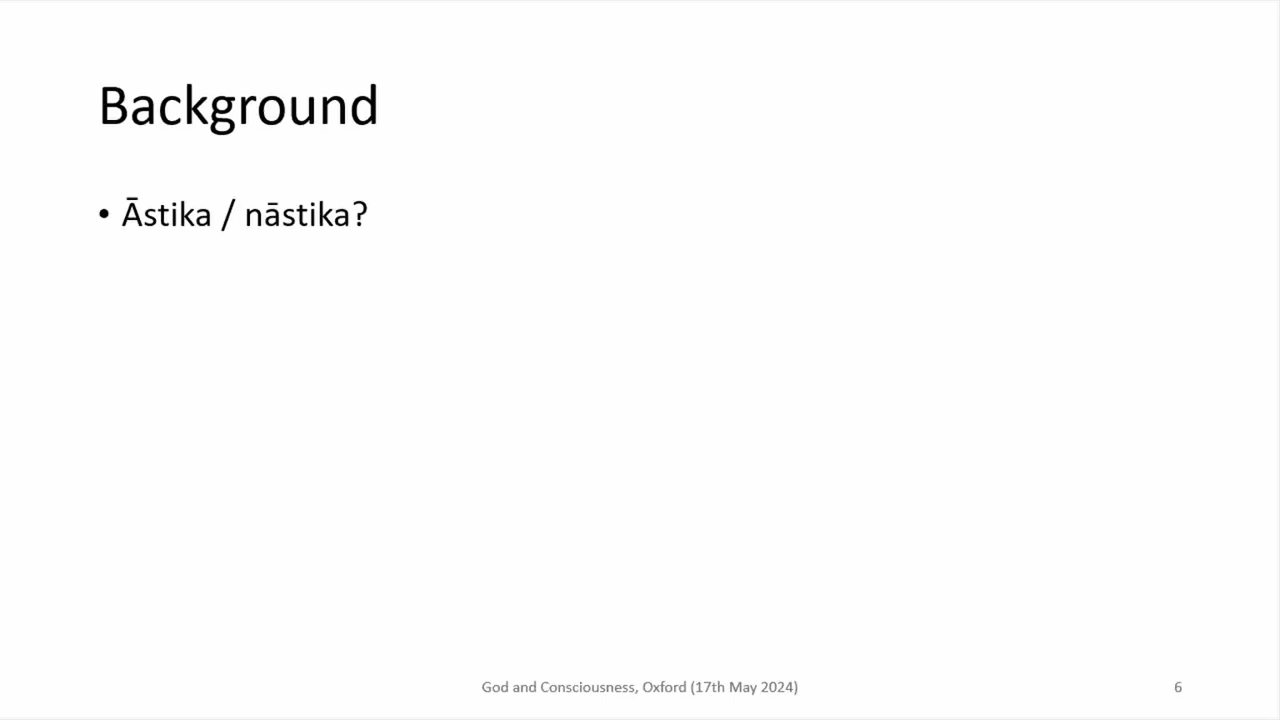 Background
• Āstika / nāstika?
God and Consciousness, Oxford (17th May 2024)
6